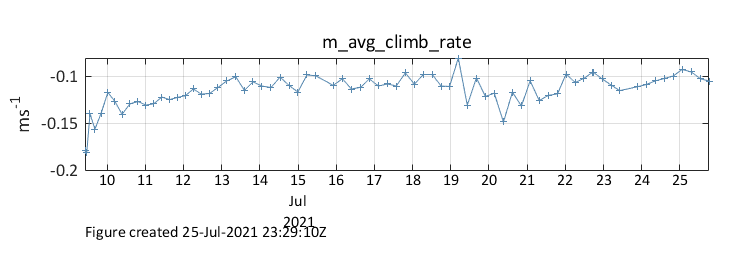 m_avg_climb_rate
-0.1
-0.15
-0.2
ms⁻¹
10 11 12 13 14 15 16 17 18 19 20 21 22 23 24 25
Jul
2021
Figure created 25-Jul-2021 23:29:10Z